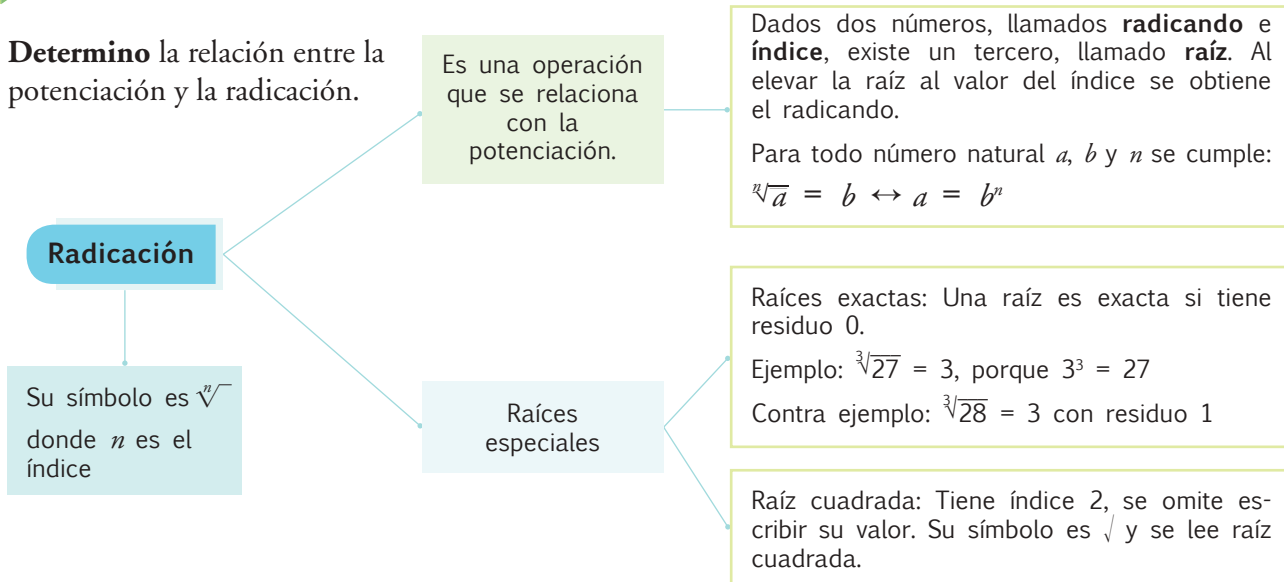 Determino la relación entre la
potenciación y la radicación.
Radicación
Su símbolo es ⁿ√
donde n es el
índice
Es una operación
que se relaciona
con la
potenciación.
Dados dos números, llamados radicando e
índice, existe un tercero, llamado raíz. Al
elevar la raíz al valor del índice se obtiene
el radicando.
Para todo número natural a, b y n se cumple:
ⁿ√a = b ↔ a = bⁿ
Raíces
especiales
Raíces exactas: Una raíz es exacta si tiene
residuo 0.
Ejemplo: ³√27 = 3, porque 3³ = 27
Contra ejemplo: ³√28 = 3 con residuo 1
Raíz cuadrada: Tiene índice 2, se omite es-
cribir su valor. Su símbolo es √ y se lee raíz
cuadrada.